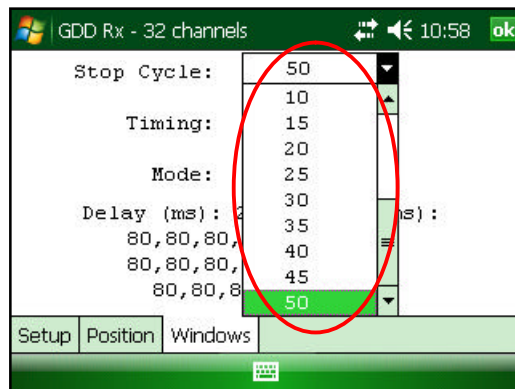 GDD Rx - 32 channels 10:58 ok
Stop Cycle: 50
10
Timing: 15
20
Mode: 25
30
Delay (ms): 35
80,80,80, 40
80,80,80, 45
80,80,8 50
Setup Position Windows